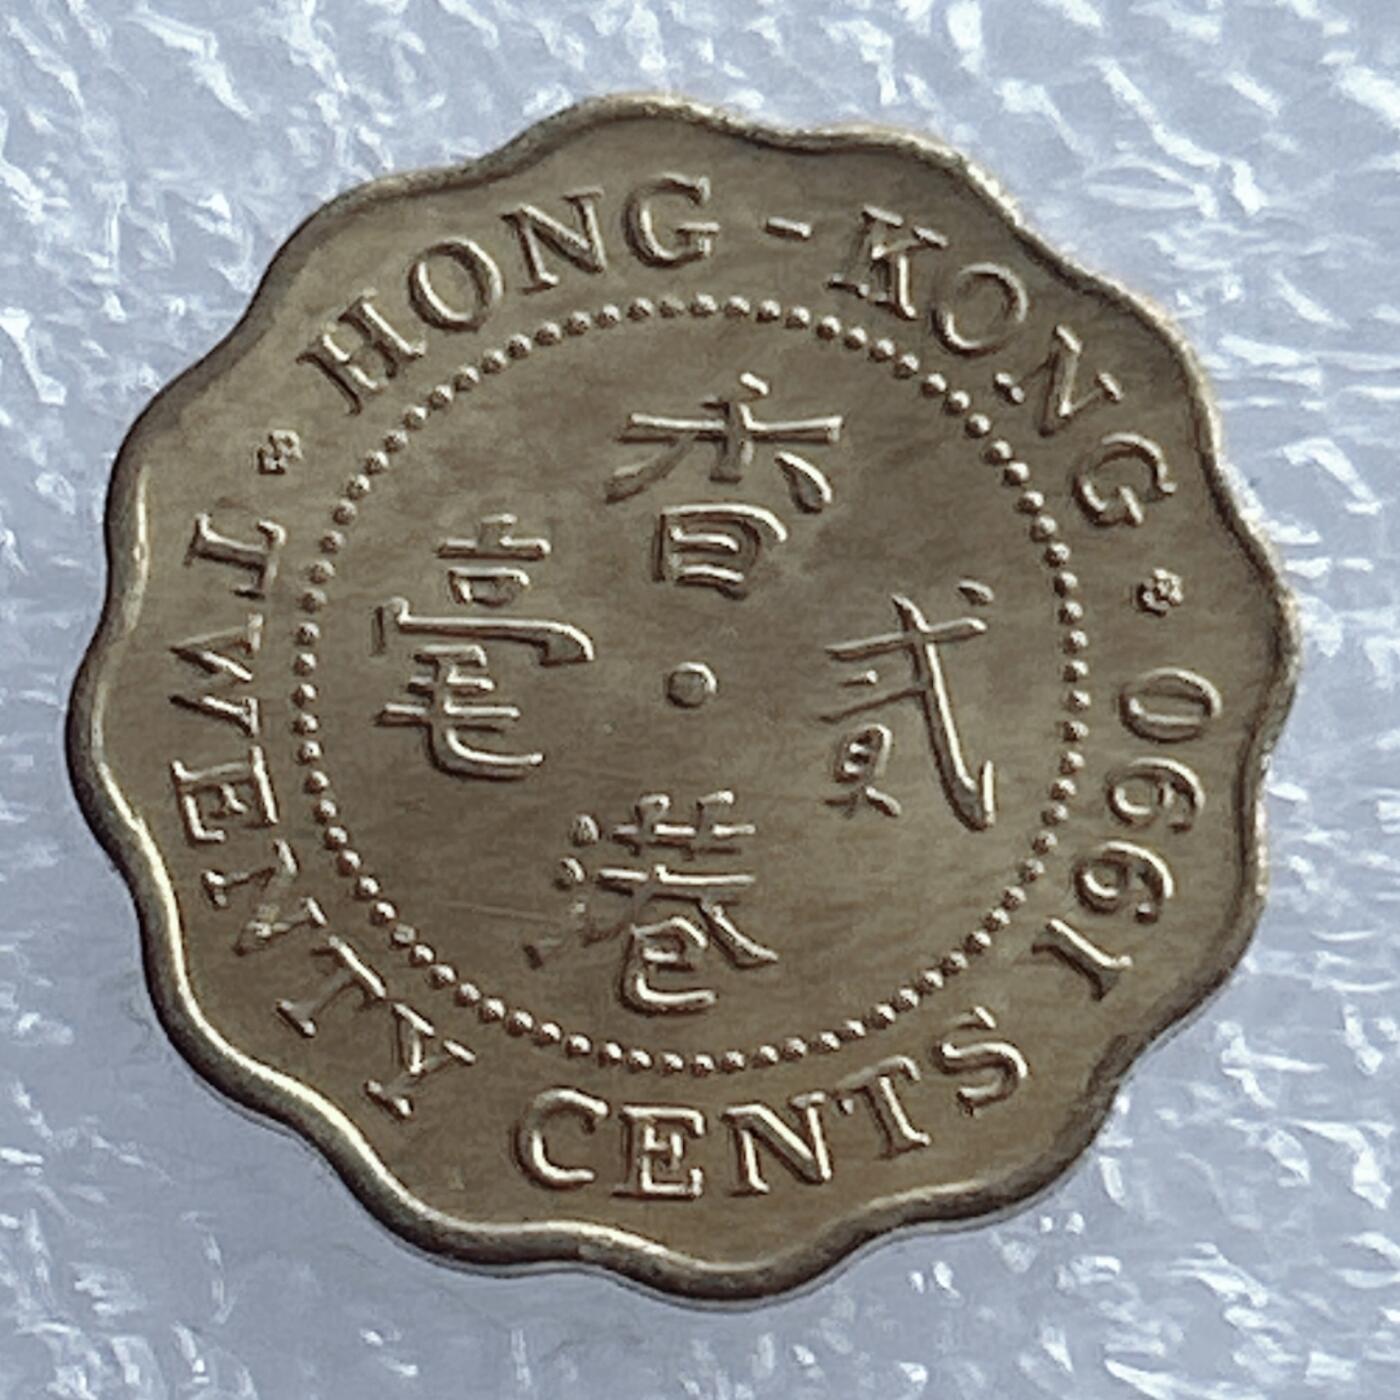 HONG-KONG
1990
TWENTY CENTS
香港
貳毫